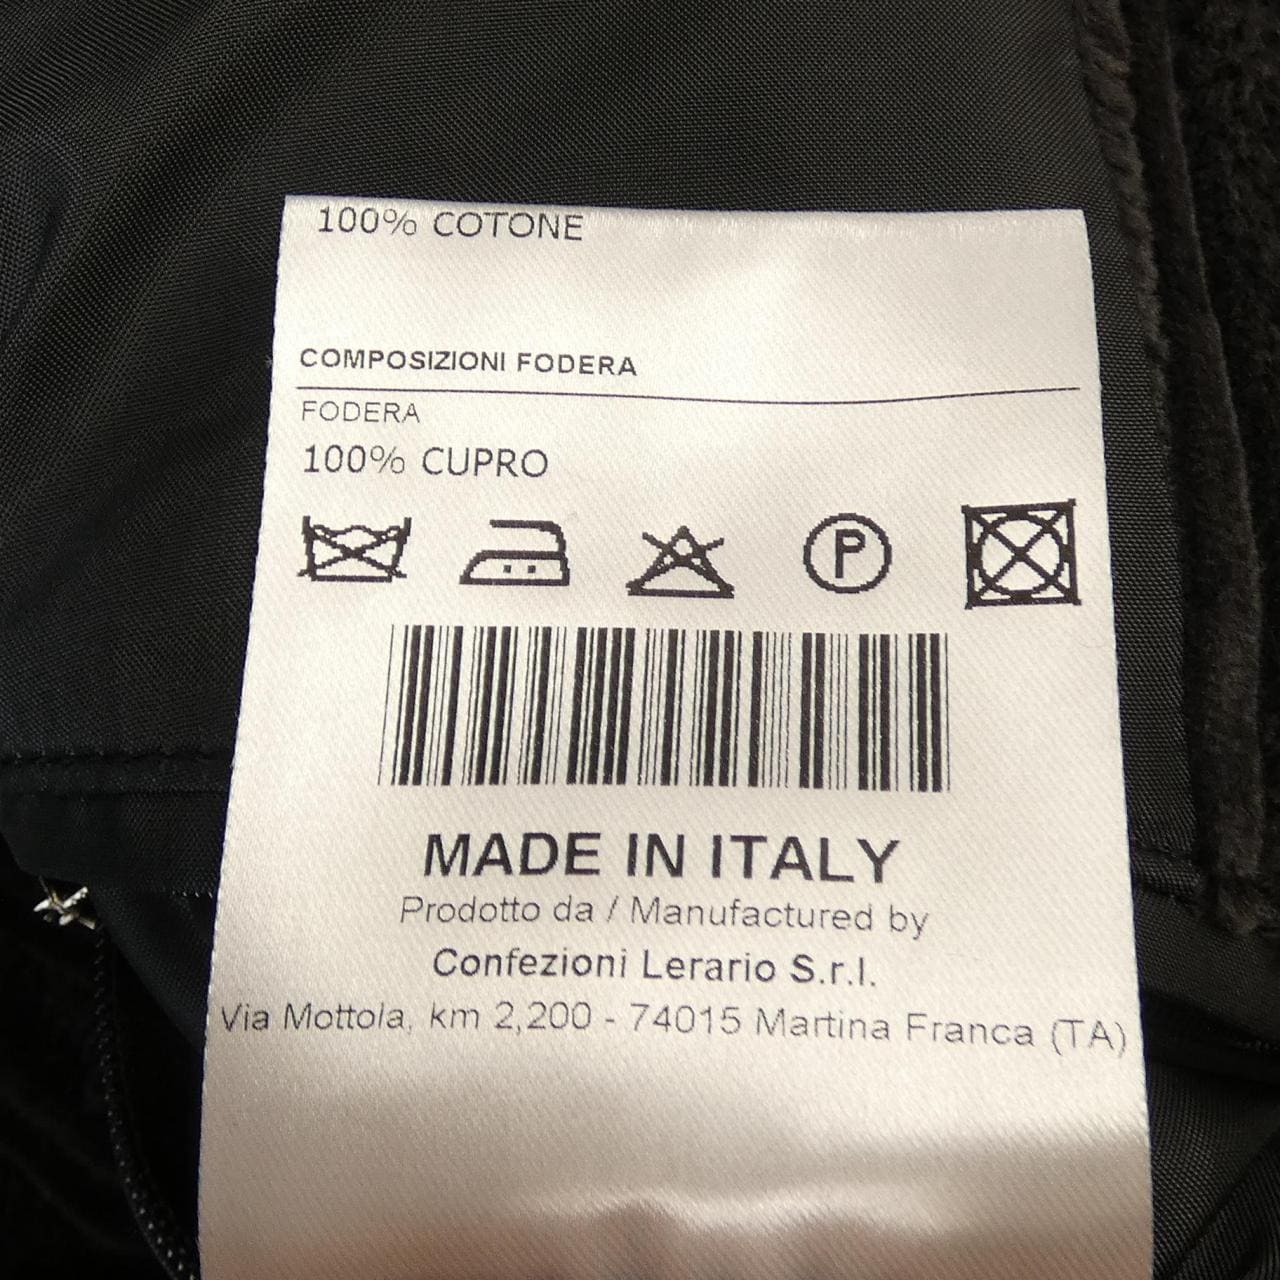 100% COTONE
COMPOSIZIONI FODERA
FODERA
100% CUPRO
P
MADE IN ITALY
Prodotto da / Manufactured by
Confezioni Lerario S.r.l.
Via Mottola, km 2,200 - 74015 Martina Franca (TA)